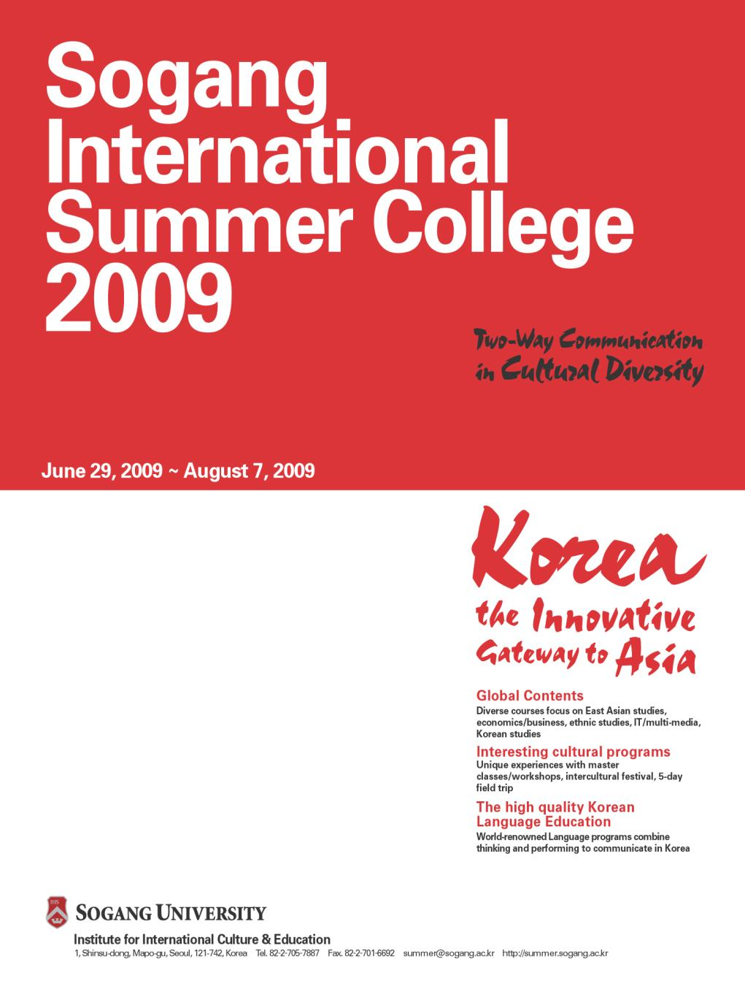 Sogang
International
Summer College
2009
Two-Way Communication
in Cultural Diversity
June 29, 2009 ~ August 7, 2009
Korea
the Innovative
Gateway to Asia
Global Contents
Diverse courses focus on East Asian studies,
economics/business, ethnic studies, IT/multi-media,
Korean studies
Interesting cultural programs
Unique experiences with master
classes/workshops, intercultural festival, 5-day
field trip
The high quality Korean
Language Education
World-renowned Language programs combine
thinking and performing to communicate in Korea
IHS
SOGANG UNIVERSITY
Institute for International Culture & Education
1, Shinsu-dong, Mapo-gu, Seoul, 121-742, Korea Tel. 82-2-705-7887 Fax. 82-2-701-6692 summer@sogang.ac.kr http://summer.sogang.ac.kr